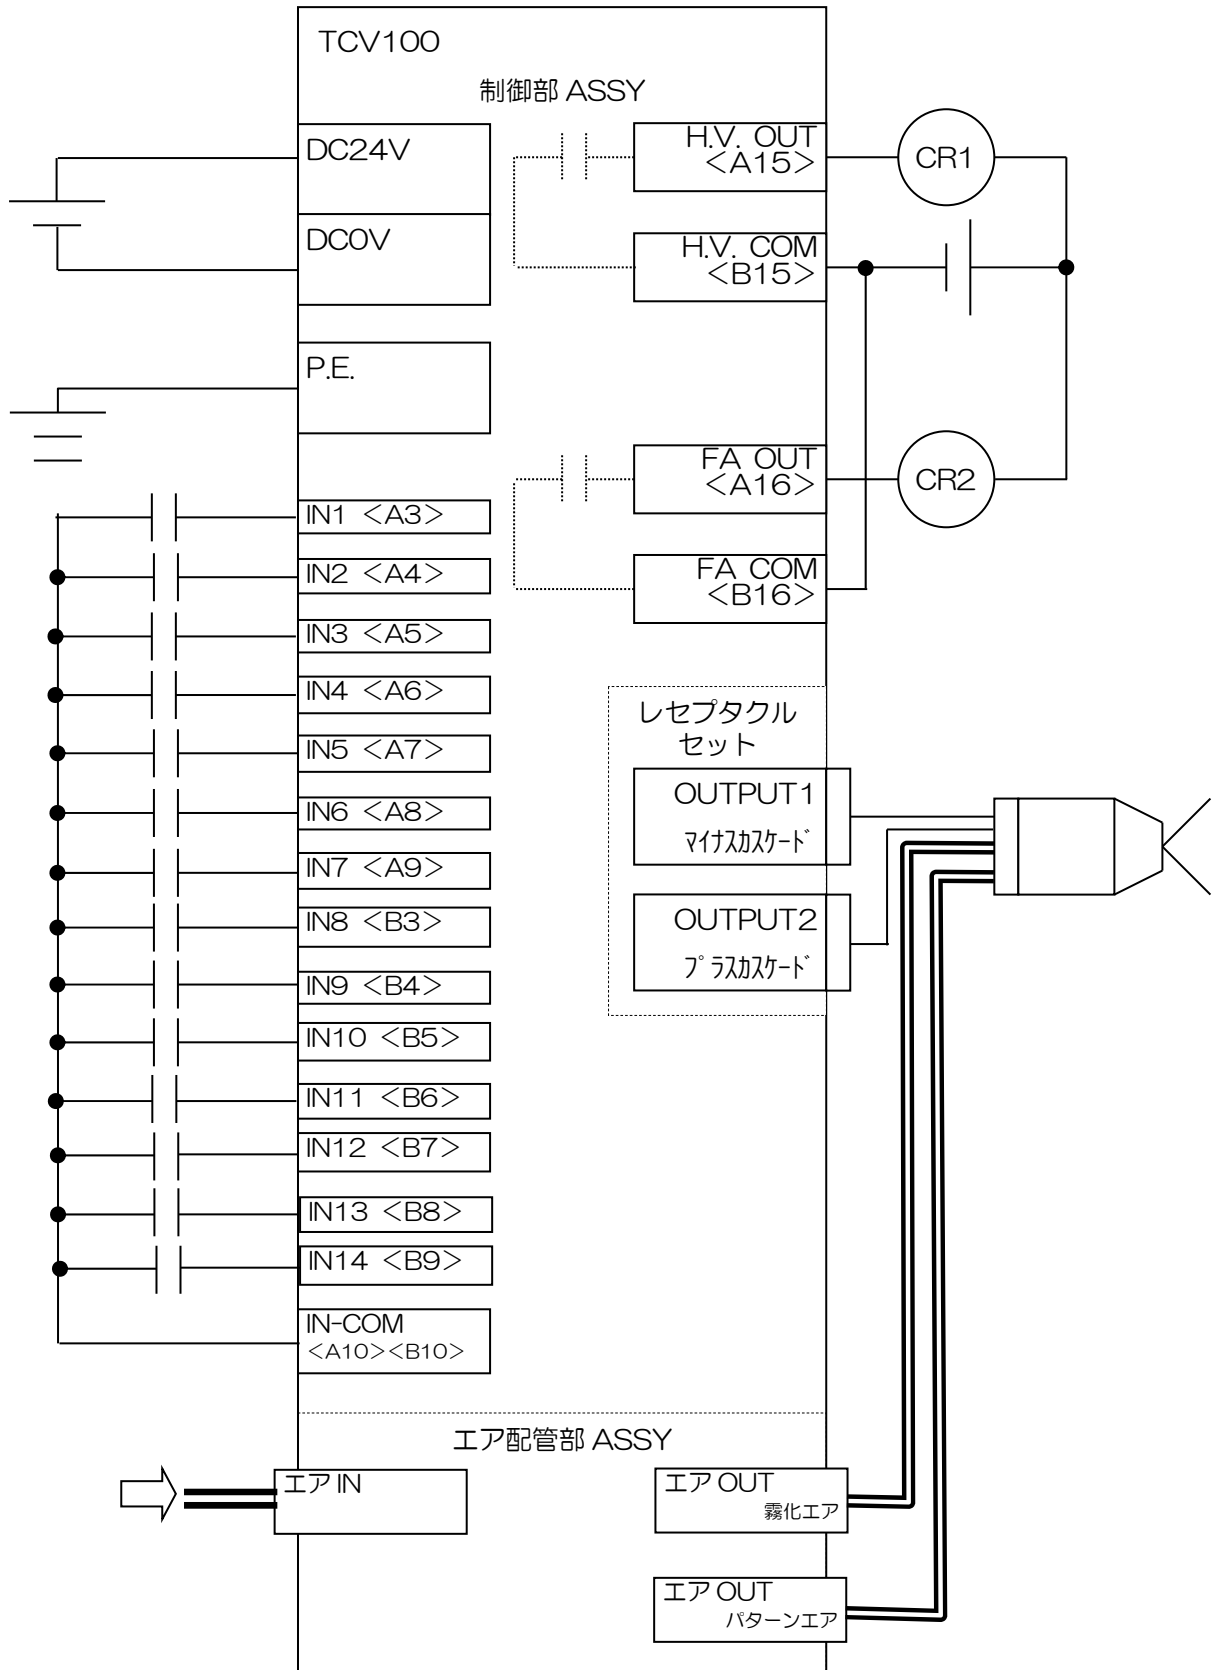 TCV100
制御部 ASSY
DC24V
DC0V
P.E.
IN1 <A3>
IN2 <A4>
IN3 <A5>
IN4 <A6>
IN5 <A7>
IN6 <A8>
IN7 <A9>
IN8 <B3>
IN9 <B4>
IN10 <B5>
IN11 <B6>
IN12 <B7>
IN13 <B8>
IN14 <B9>
IN-COM
<A10><B10>
H.V. OUT
<A15>
CR1
H.V. COM
<B15>
FA OUT
<A16>
CR2
FA COM
<B16>
レセプタクル
セット
OUTPUT1
ﾏｲﾅｽｶｽｹｰﾄﾞ
OUTPUT2
ﾌﾟﾗｽｶｽｹｰﾄﾞ
エア配管部 ASSY
エア IN
エア OUT
霧化エア
エア OUT
パターンエア